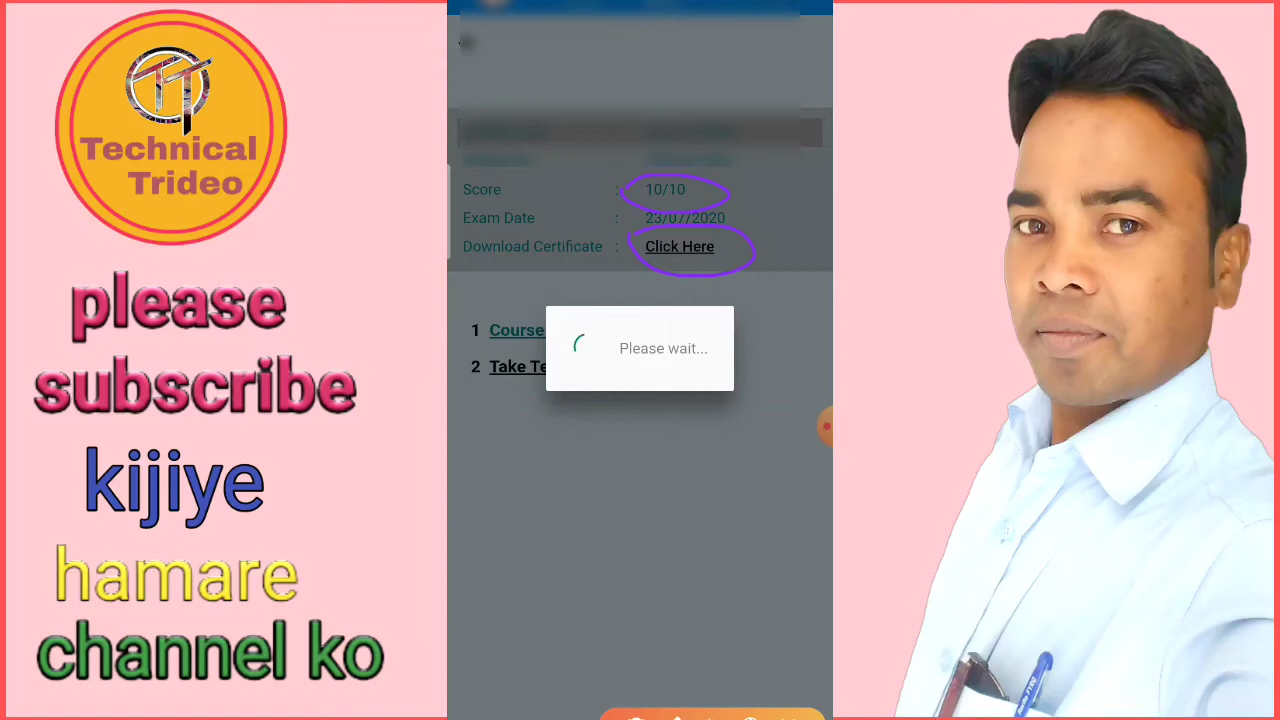 TT
Technical
Trideo
please
subscribe
kijiye
hamare
channel ko
Score : 10/10
Exam Date : 23/07/2020
Download Certificate : Click Here
1 Course
2 Take Te
Please wait...